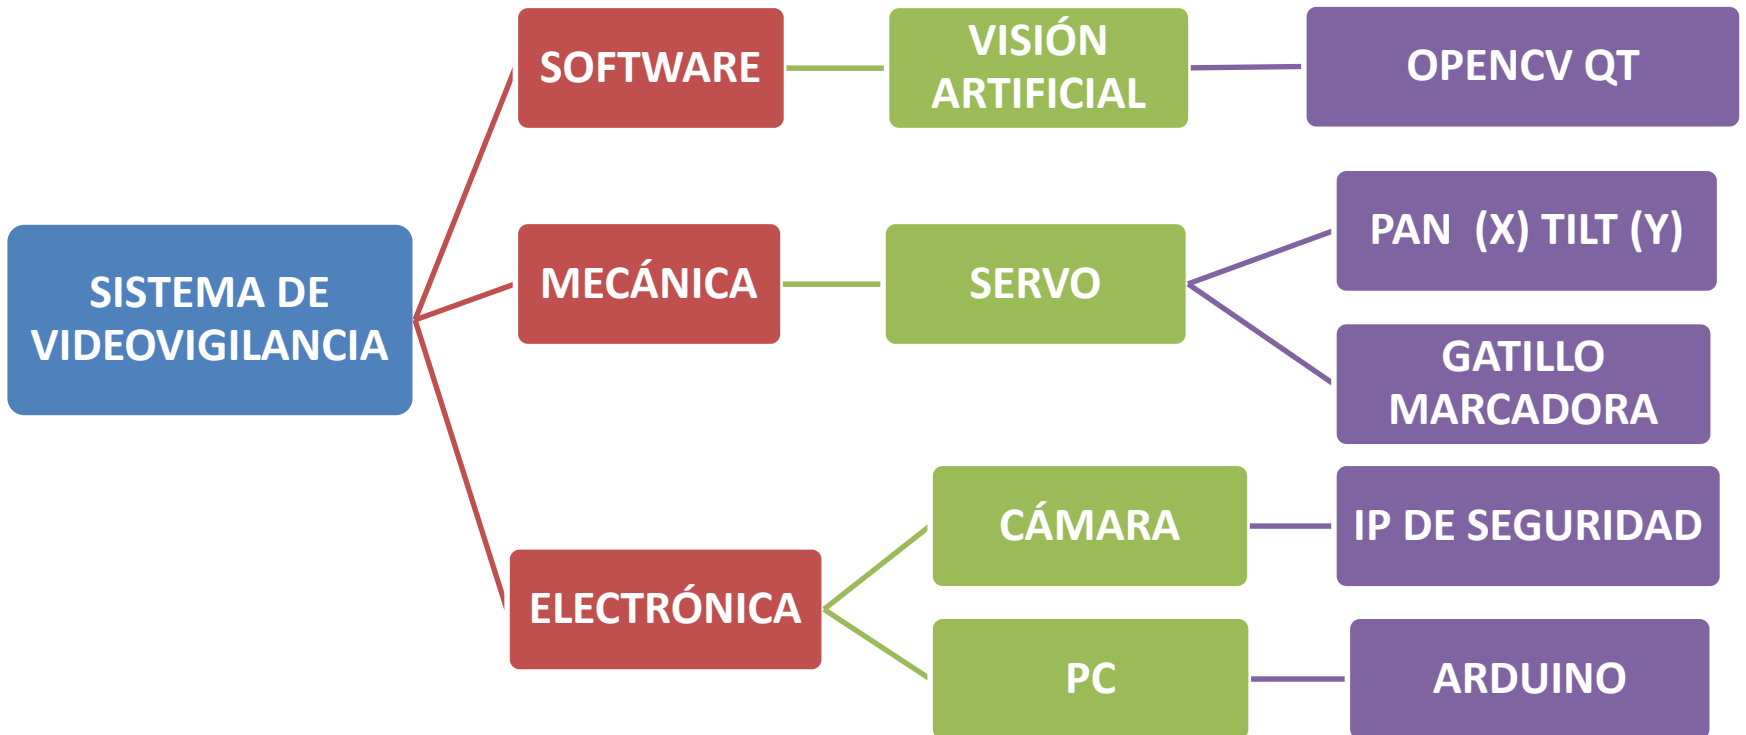 SOFTWARE
VISIÓN
ARTIFICIAL
OPENCV QT
SISTEMA DE
VIDEOVIGILANCIA
MECÁNICA
SERVO
PAN  (X) TILT (Y)
GATILLO
MARCADORA
ELECTRÓNICA
CÁMARA
IP DE SEGURIDAD
PC
ARDUINO